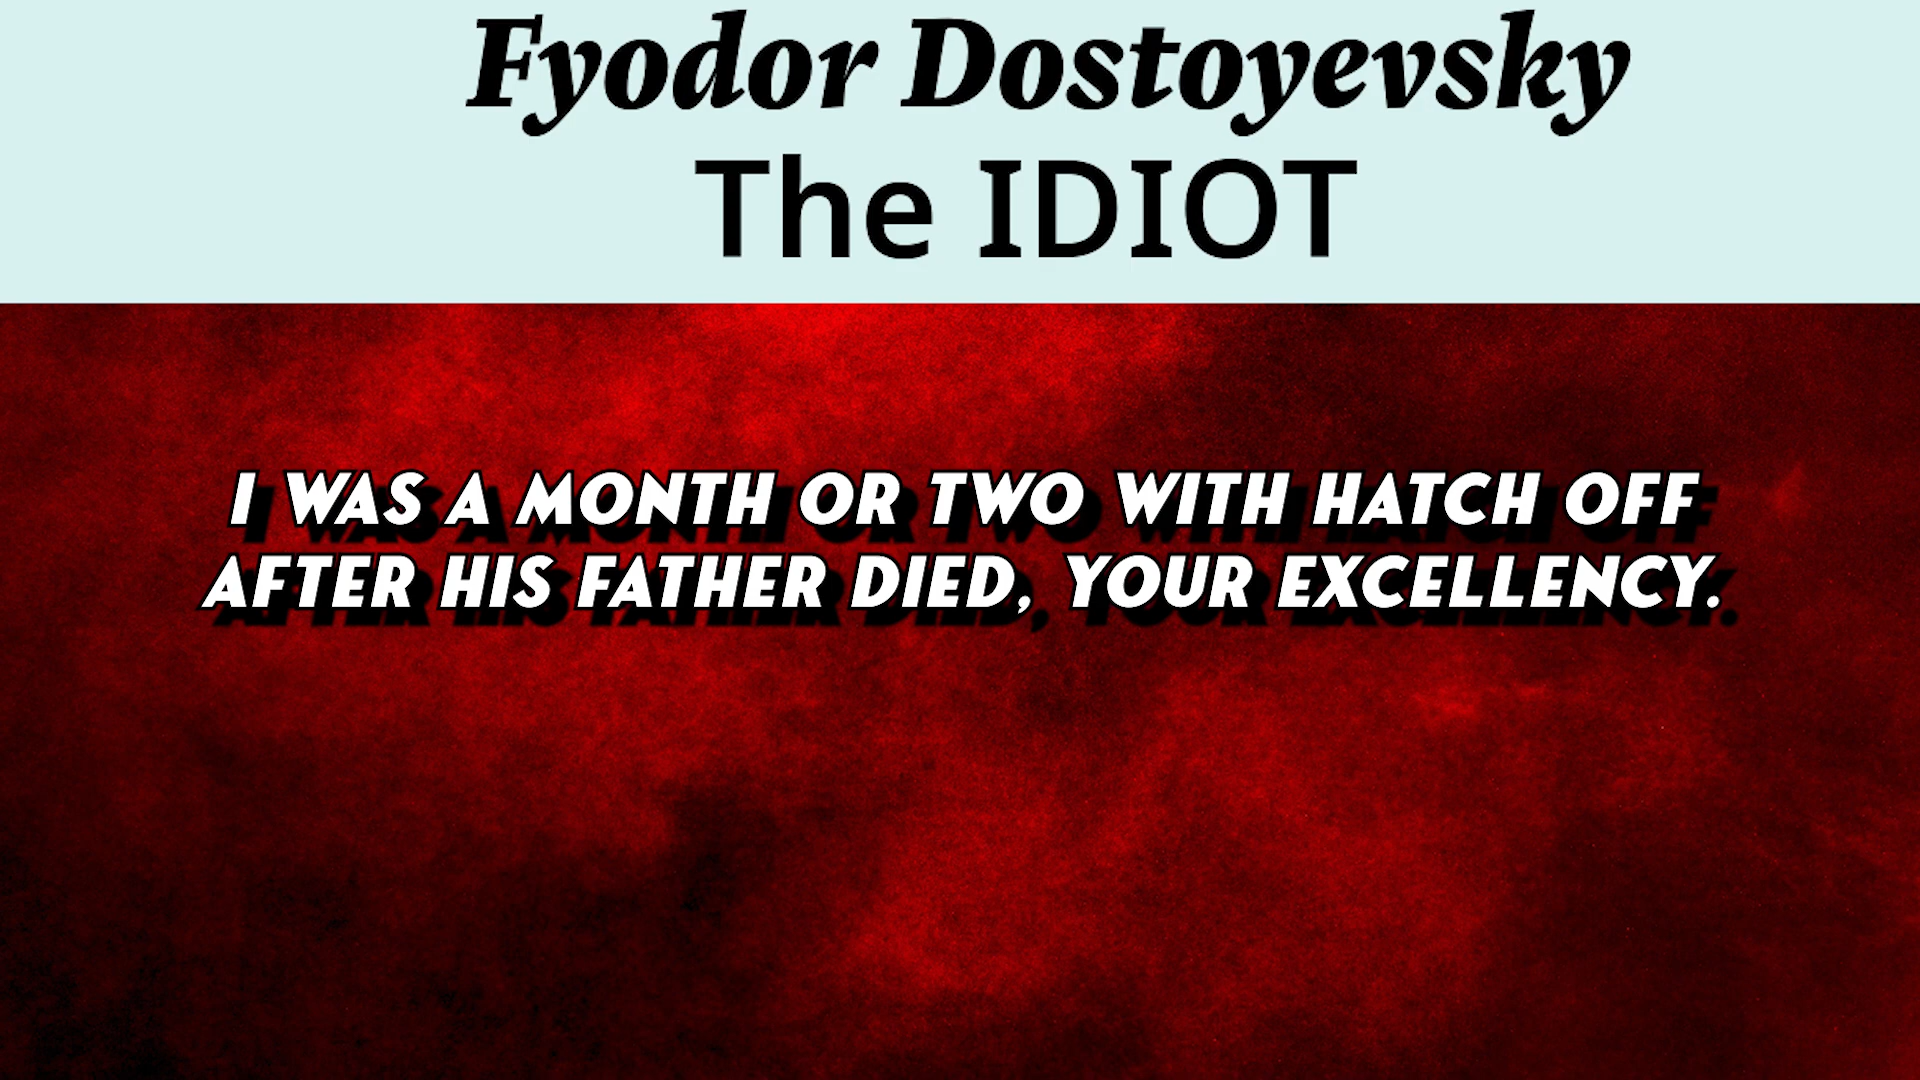 Fyodor Dostoyevsky
The IDIOT
I WAS A MONTH OR TWO WITH HATCH OFF
AFTER HIS FATHER DIED, YOUR EXCELLENCY.